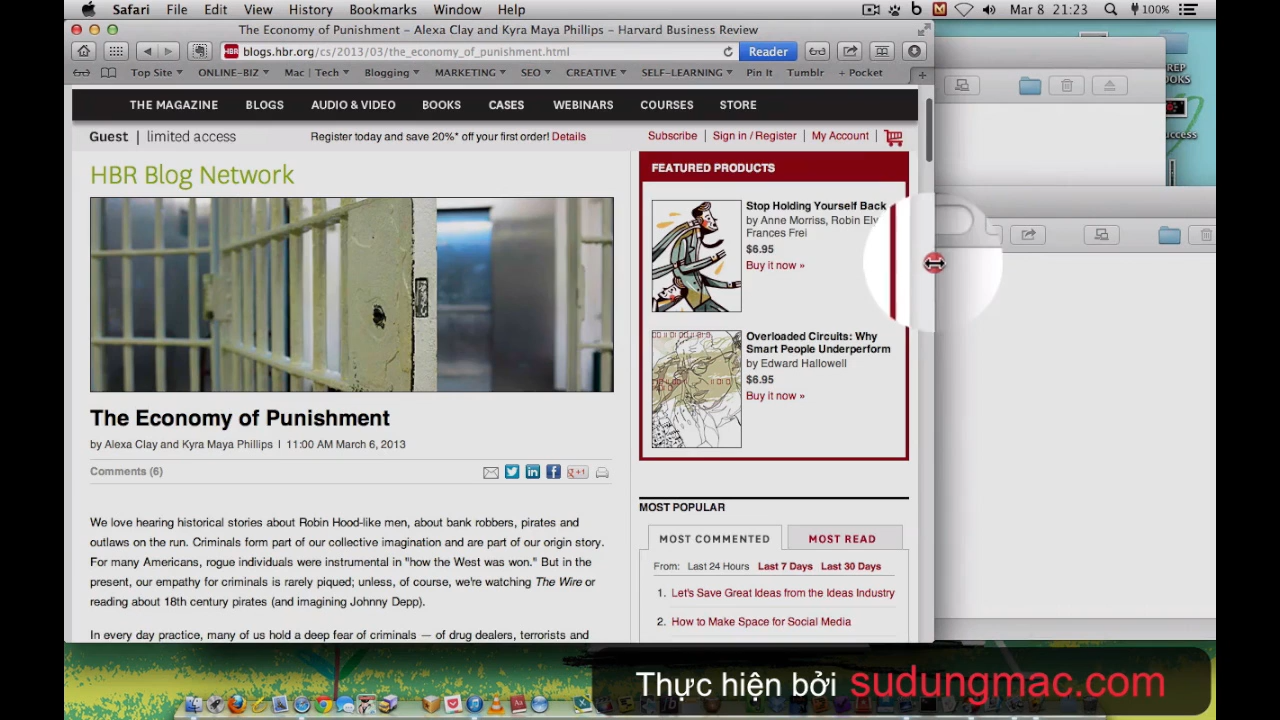 Safari File Edit View History Bookmarks Window Help Mar 8 21:23 100%
The Economy of Punishment – Alexa Clay and Kyra Maya Phillips – Harvard Business Review
HBR blogs.hbr.org/cs/2013/03/the_economy_of_punishment.html Reader
Top Site ONLINE-BIZ Mac | Tech Blogging MARKETING SEO CREATIVE SELF-LEARNING Pin It Tumblr + Pocket
THE MAGAZINE BLOGS AUDIO & VIDEO BOOKS CASES WEBINARS COURSES STORE
Guest | limited access Register today and save 20%* off your first order! Details Subscribe | Sign in / Register | My Account |
HBR Blog Network
The Economy of Punishment
by Alexa Clay and Kyra Maya Phillips | 11:00 AM March 6, 2013
Comments (6)
We love hearing historical stories about Robin Hood-like men, about bank robbers, pirates and
outlaws on the run. Criminals form part of our collective imagination and are part of our origin story.
For many Americans, rogue individuals were instrumental in "how the West was won." But in the
present, our empathy for criminals is rarely piqued; unless, of course, we're watching The Wire or
reading about 18th century pirates (and imagining Johnny Depp).
In every day practice, many of us hold a deep fear of criminals — of drug dealers, terrorists and
FEATURED PRODUCTS
Stop Holding Yourself Back
by Anne Morriss, Robin Ely
Frances Frei
$6.95
Buy it now »
Overloaded Circuits: Why
Smart People Underperform
by Edward Hallowell
$6.95
Buy it now »
MOST POPULAR
MOST COMMENTED MOST READ
From: Last 24 Hours Last 7 Days Last 30 Days
1. Let's Save Great Ideas from the Ideas Industry
2. How to Make Space for Social Media
Thực hiện bởi sudungmac.com